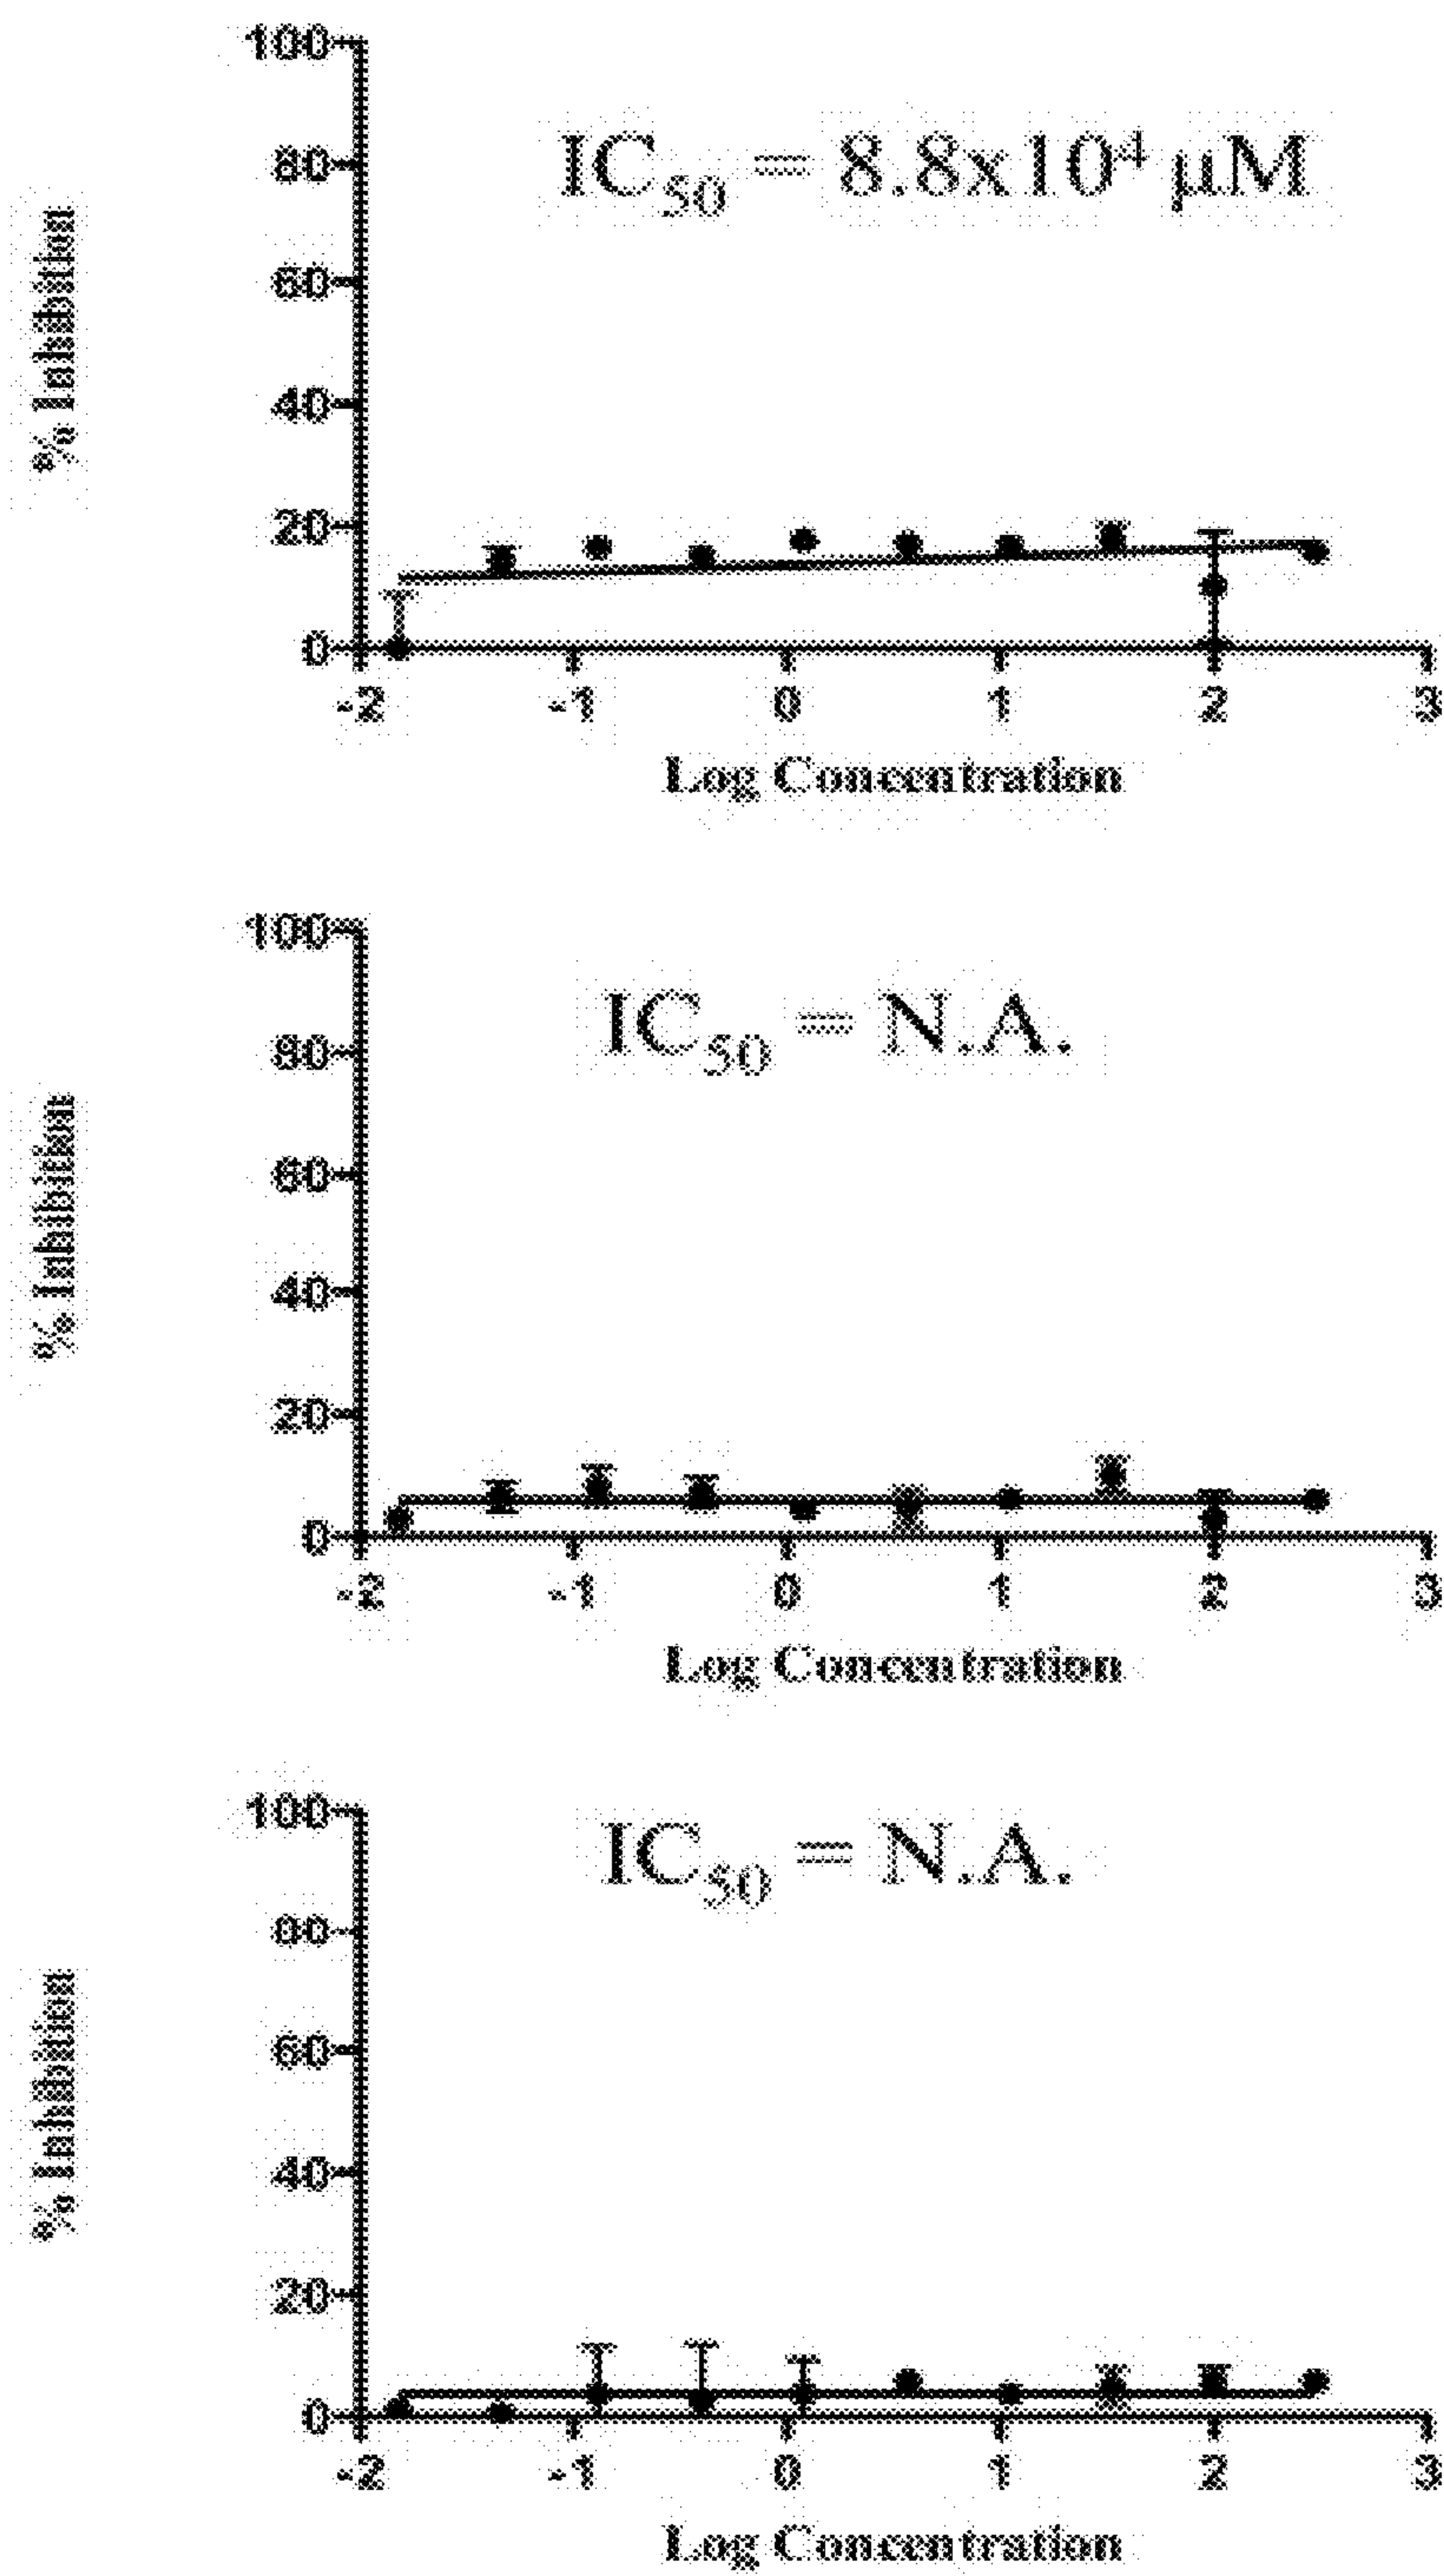 100
IC50 = 8.8x10⁴ μM
80
60
% Inhibition
40
20
0
-2 -1 0 1 2 3
Log Concentration
100
IC50 = N.A.
80
60
% Inhibition
40
20
0
-2 -1 0 1 2 3
Log Concentration
100
IC50 = N.A.
80
60
% Inhibition
40
20
0
-2 -1 0 1 2 3
Log Concentration